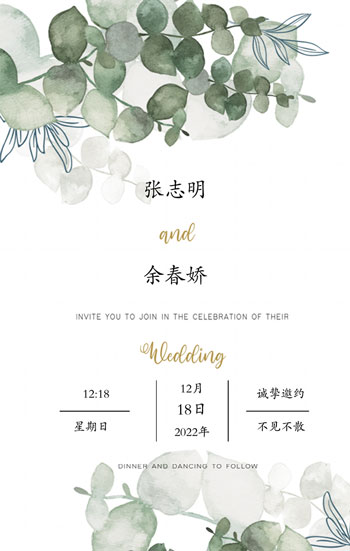 张志明
and
余春娇
INVITE YOU TO JOIN IN THE CELEBRATION OF THEIR
Wedding
12:18
星期日
12月
18日
2022年
诚挚邀约
不见不散
DINNER AND DANCING TO FOLLOW